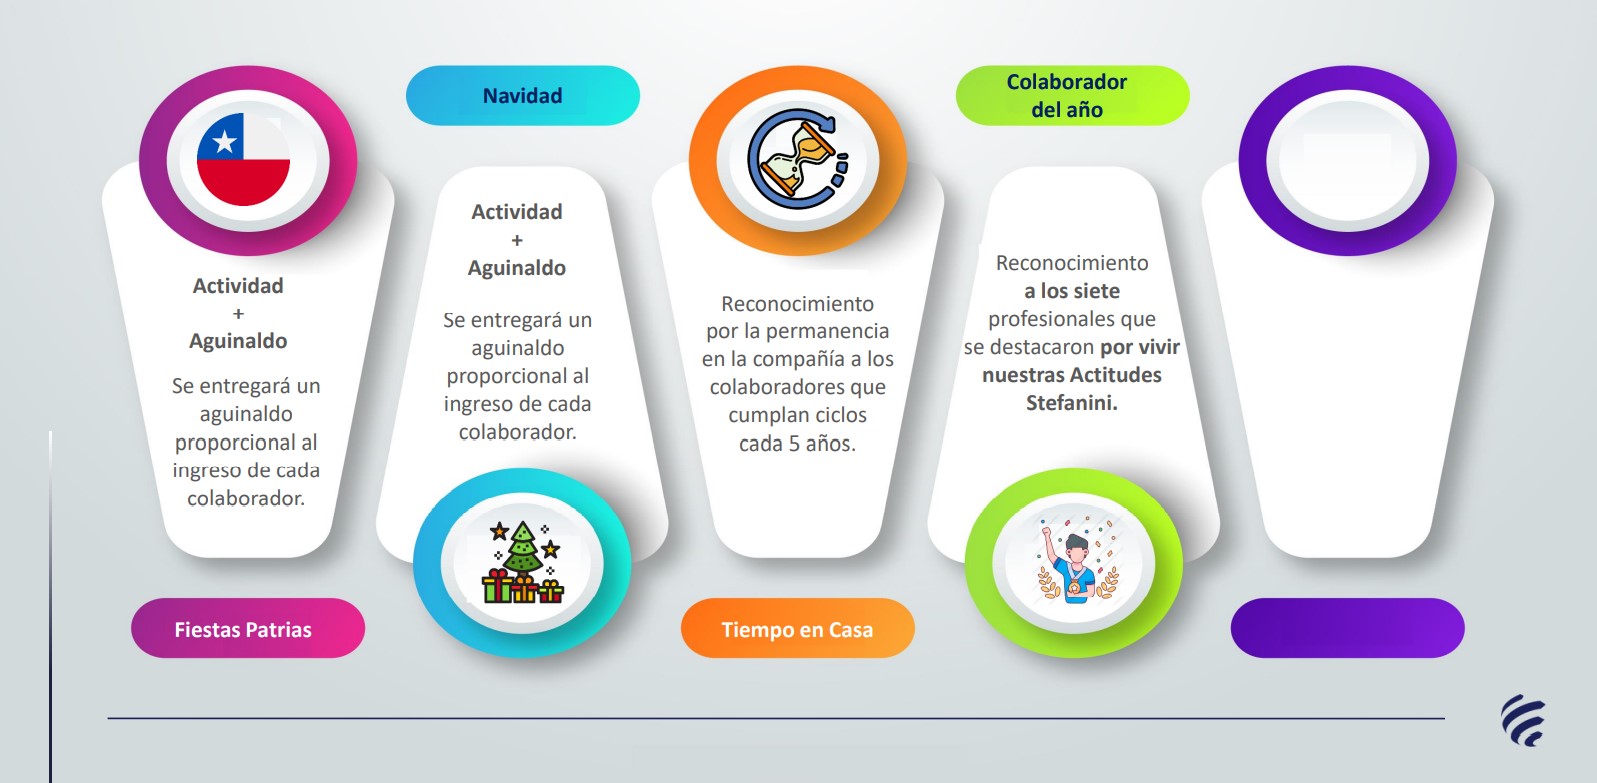 Actividad
+
Aguinaldo
Se entregará un
aguinaldo
proporcional al
ingreso de cada
colaborador.
Fiestas Patrias
Navidad
Actividad
+
Aguinaldo
Se entregará un
aguinaldo
proporcional al
ingreso de cada
colaborador.
Reconocimiento
por la permanencia
en la compañía a los
colaboradores que
cumplan ciclos
cada 5 años.
Tiempo en Casa
Colaborador
del año
Reconocimiento
a los siete
profesionales que
se destacaron por vivir
nuestras Actitudes
Stefanini.